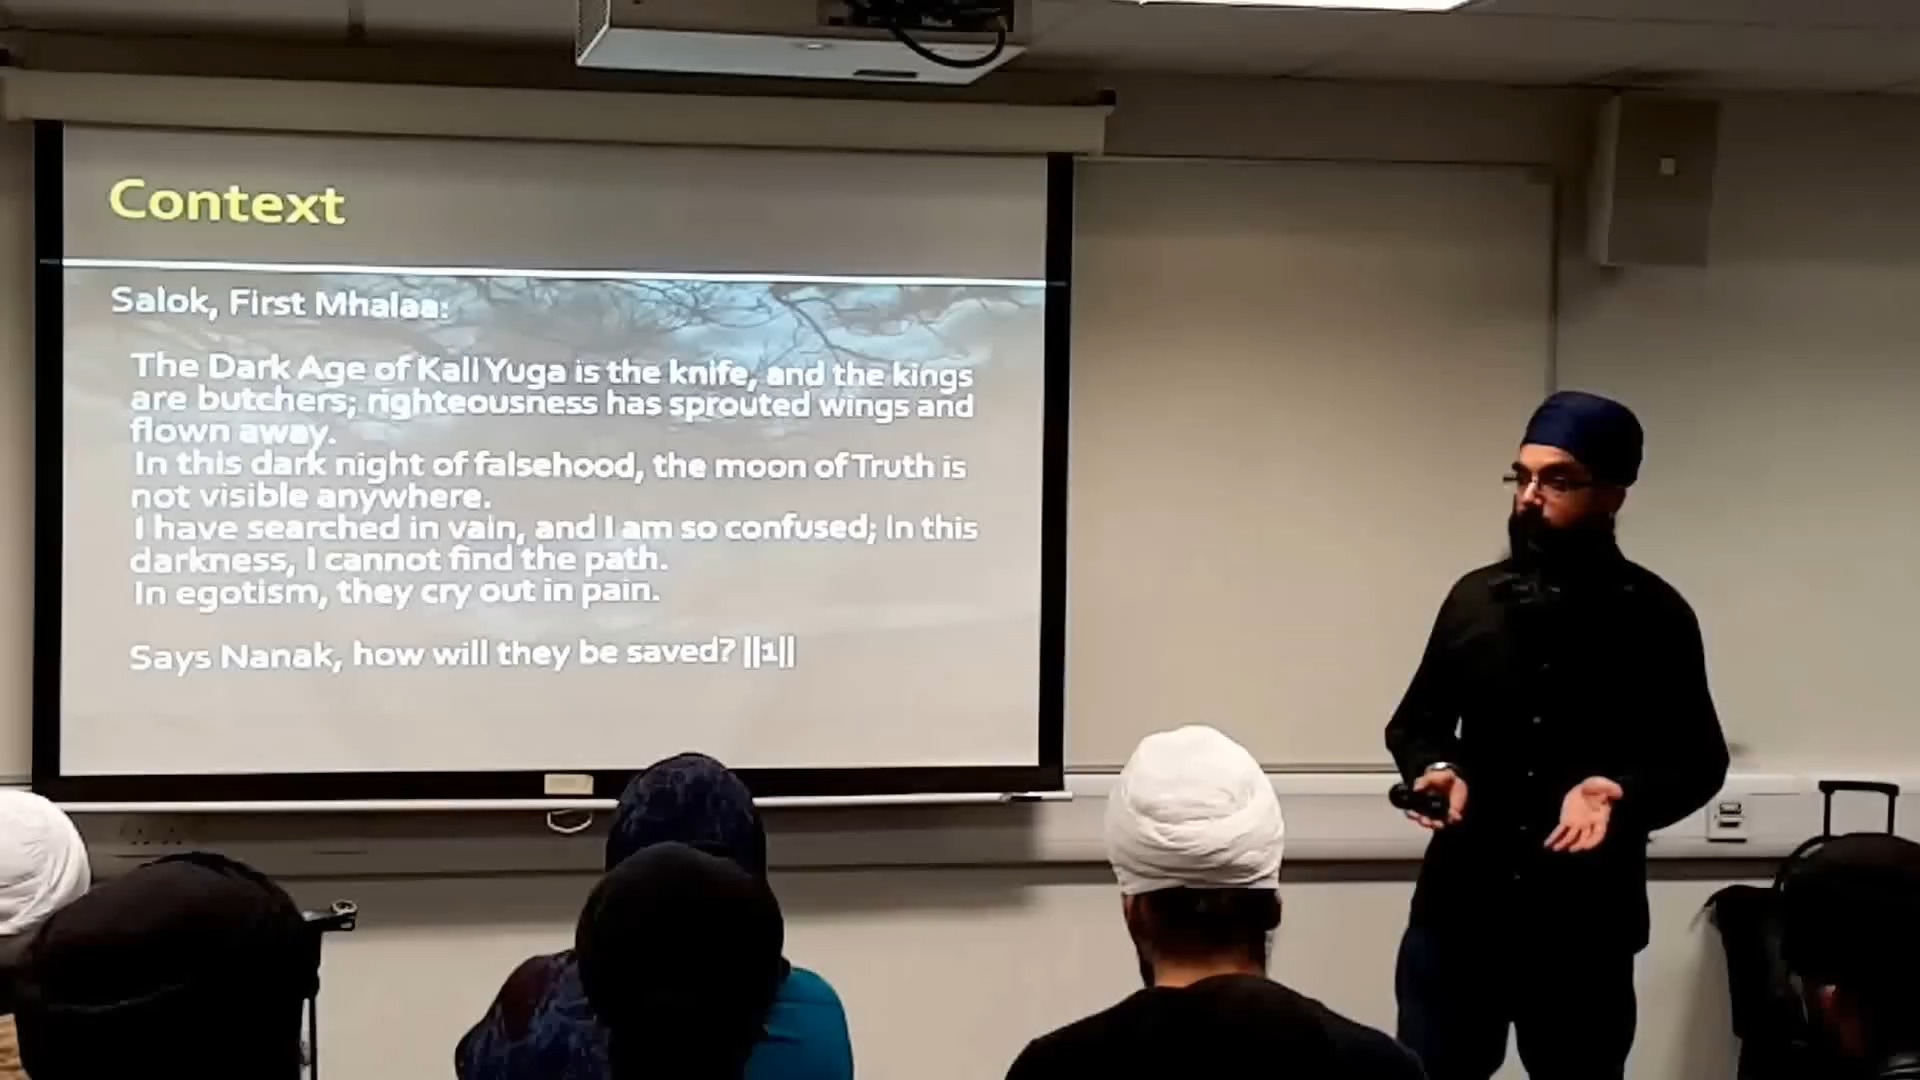 Context
Salok, First Mhalaa:
The Dark Age of Kali Yuga is the knife, and the kings
are butchers; righteousness has sprouted wings and
flown away.
In this dark night of falsehood, the moon of Truth is
not visible anywhere.
I have searched in vain, and I am so confused; In this
darkness, I cannot find the path.
In egotism, they cry out in pain.
Says Nanak, how will they be saved? ||1||